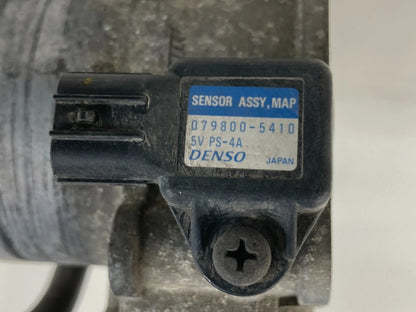 SENSOR ASSY, MAP
079800-5410
5V PS-4A
DENSO JAPAN